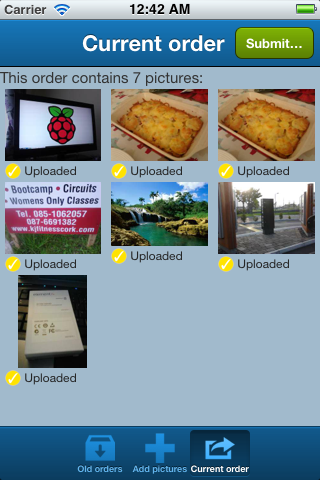 Carrier 12:42 AM
Current order
Submit...
This order contains 7 pictures:
Uploaded Uploaded Uploaded
• Bootcamp • Circuits
• Womens Only Classes
Tel. 085-1062057
087-6691382
www.kjfitnesscork.com
Uploaded Uploaded Uploaded
Uploaded
Old orders Add pictures Current order